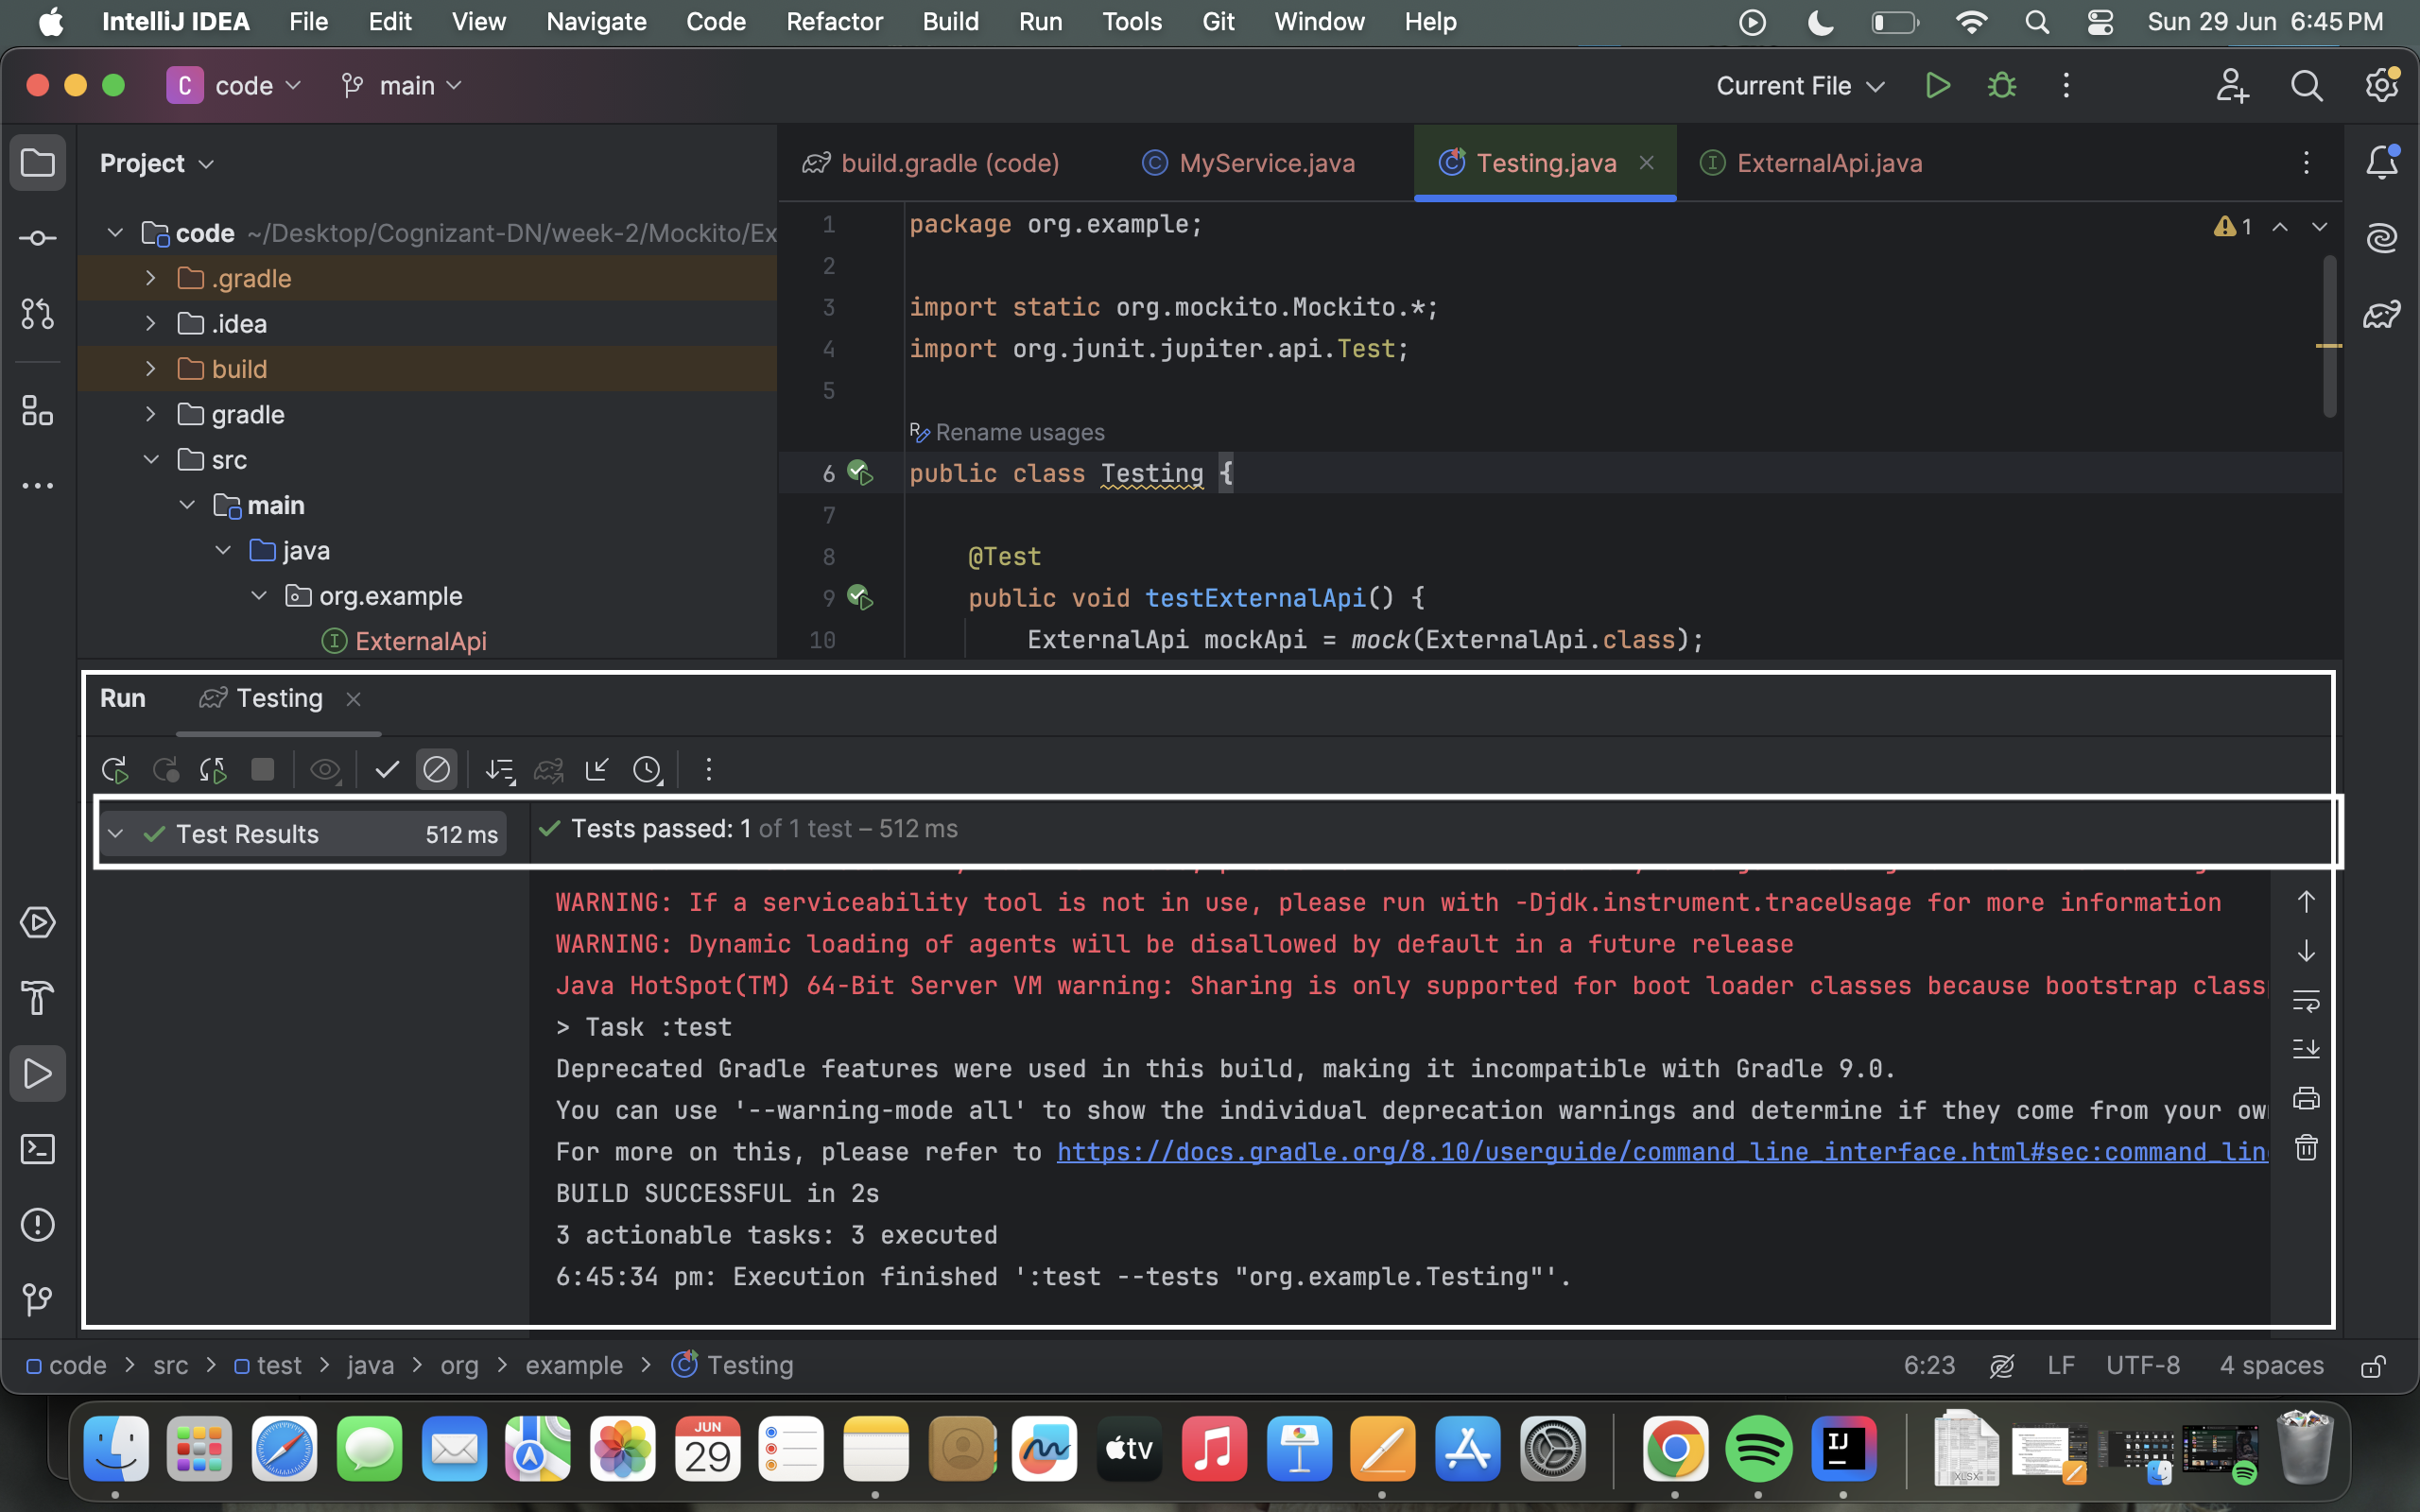 IntelliJ IDEA File Edit View Navigate Code Refactor Build Run Tools Git Window Help Sun 29 Jun 6:45 PM
C code main Current File
Project
build.gradle (code) MyService.java Testing.java ExternalApi.java
code ~/Desktop/Cognizant-DN/week-2/Mockito/Ex
.gradle
.idea
build
gradle
src
main
java
org.example
ExternalApi
1 package org.example;
1
2
3 import static org.mockito.Mockito.*;
4 import org.junit.jupiter.api.Test;
5
Rename usages
6 public class Testing {
7
8 @Test
9 public void testExternalApi() {
10 ExternalApi mockApi = mock(ExternalApi.class);
Run Testing
Test Results 512 ms
Tests passed: 1 of 1 test – 512 ms
WARNING: If a serviceability tool is not in use, please run with -Djdk.instrument.traceUsage for more information
WARNING: Dynamic loading of agents will be disallowed by default in a future release
Java HotSpot(TM) 64-Bit Server VM warning: Sharing is only supported for boot loader classes because bootstrap class
> Task :test
Deprecated Gradle features were used in this build, making it incompatible with Gradle 9.0.
You can use '--warning-mode all' to show the individual deprecation warnings and determine if they come from your ow
For more on this, please refer to https://docs.gradle.org/8.10/userguide/command_line_interface.html#sec:command_lin
BUILD SUCCESSFUL in 2s
3 actionable tasks: 3 executed
6:45:34 pm: Execution finished ':test --tests "org.example.Testing"'.
code > src > test > java > org > example > Testing 6:23 LF UTF-8 4 spaces
JUN
29
tv
IJ
XLSX